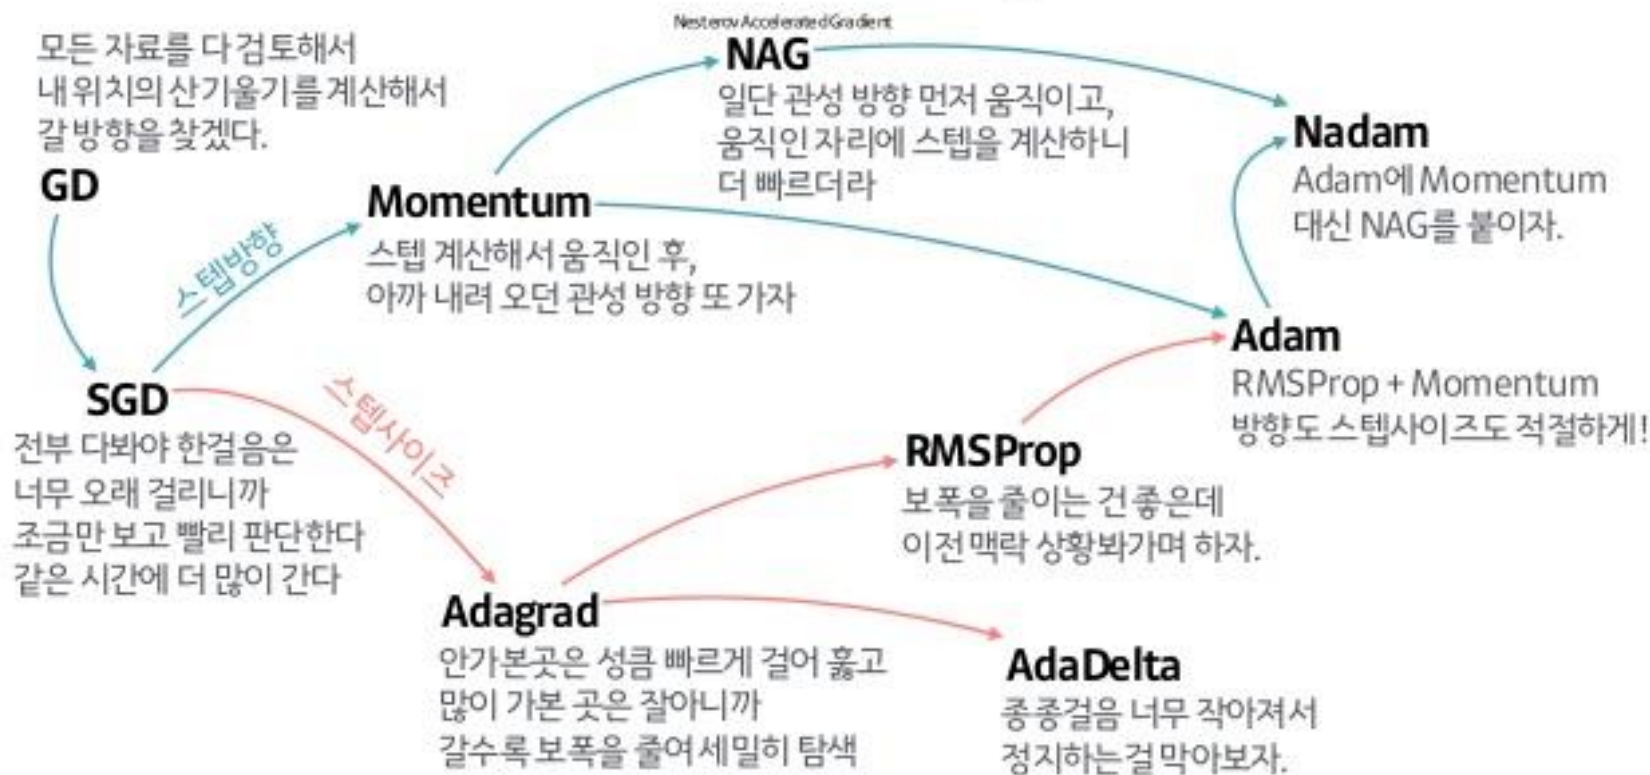 모든 자료를 다 검토해서
내 위치의 산기울기를 계산해서
갈 방향을 찾겠다.
GD
스텝방향
SGD
전부 다봐야 한걸음은
너무 오래 걸리니까
조금만 보고 빨리 판단한다
같은 시간에 더 많이 간다
Momentum
스텝 계산해서 움직인 후,
아까 내려 오던 관성 방향 또 가자
Nesterov Accelerated Gradient
NAG
일단 관성 방향 먼저 움직이고,
움직인 자리에 스텝을 계산하니
더 빠르더라
Nadam
Adam에 Momentum
대신 NAG를 붙이자.
Adam
RMSProp + Momentum
방향도 스텝사이즈도 적절하게!
스텝사이즈
RMSProp
보폭을 줄이는 건 좋은데
이전 맥락 상황봐가며 하자.
Adagrad
안가본곳은 성큼 빠르게 걸어 훑고
많이 가본 곳은 잘아니까
갈수록 보폭을 줄여 세밀히 탐색
AdaDelta
종종걸음 너무 작아져서
정지하는걸 막아보자.